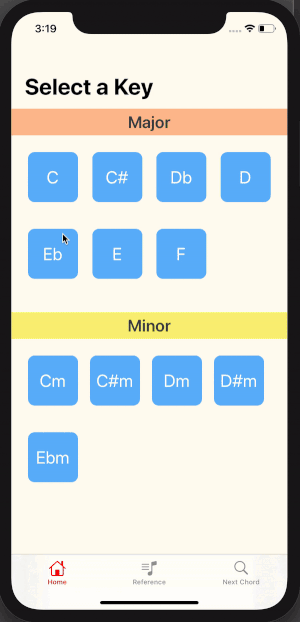 3:19
Select a Key
Major
C C# Db D
Eb E F
Minor
Cm C#m Dm D#m
Ebm
Home Reference Next Chord